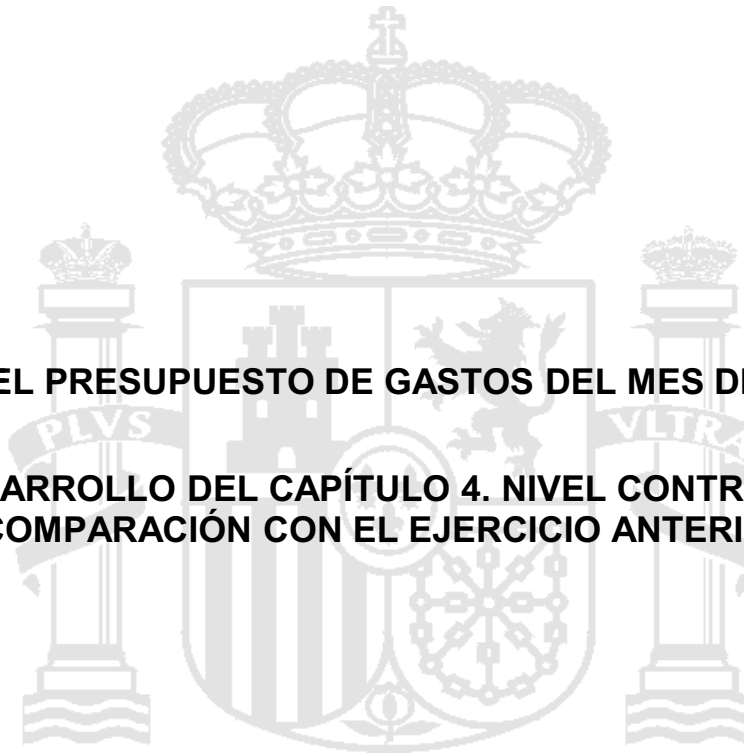 EL PRESUPUESTO DE GASTOS DEL MES DE
PLVS VLTRA
ARROLLO DEL CAPÍTULO 4. NIVEL CONTR
COMPARACIÓN CON EL EJERCICIO ANTERI